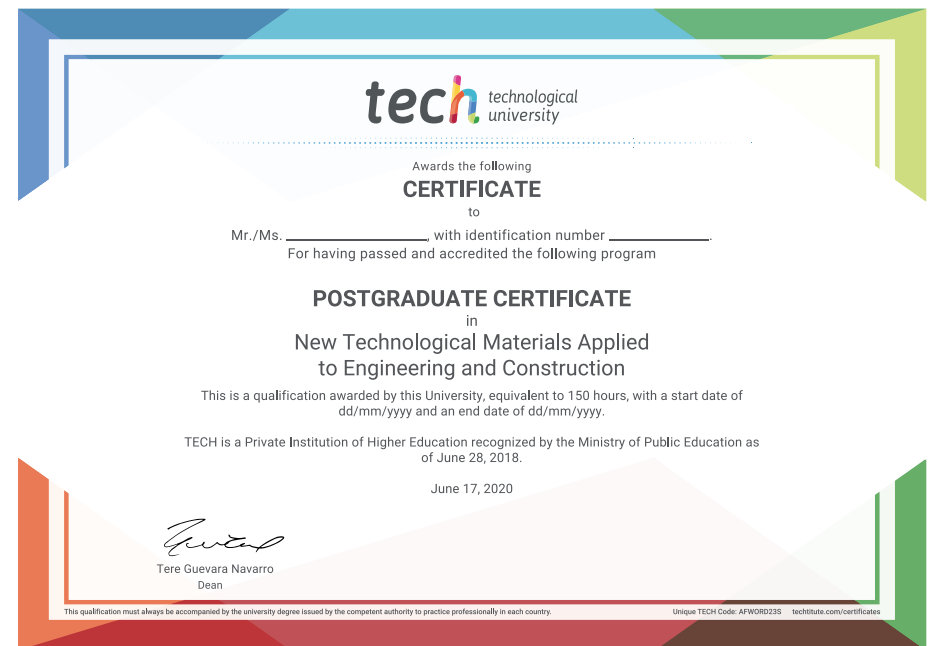 tech technological
university
Awards the following
CERTIFICATE
to
Mr./Ms. ____________________, with identification number ______________.
For having passed and accredited the following program
POSTGRADUATE CERTIFICATE
in
New Technological Materials Applied
to Engineering and Construction
This is a qualification awarded by this University, equivalent to 150 hours, with a start date of
dd/mm/yyyy and an end date of dd/mm/yyyy.
TECH is a Private Institution of Higher Education recognized by the Ministry of Public Education as
of June 28, 2018.
June 17, 2020
Tere Guevara Navarro
Dean
This qualification must always be accompanied by the university degree issued by the competent authority to practice professionally in each country. Unique TECH Code: AFWORD23S techtitute.com/certificates